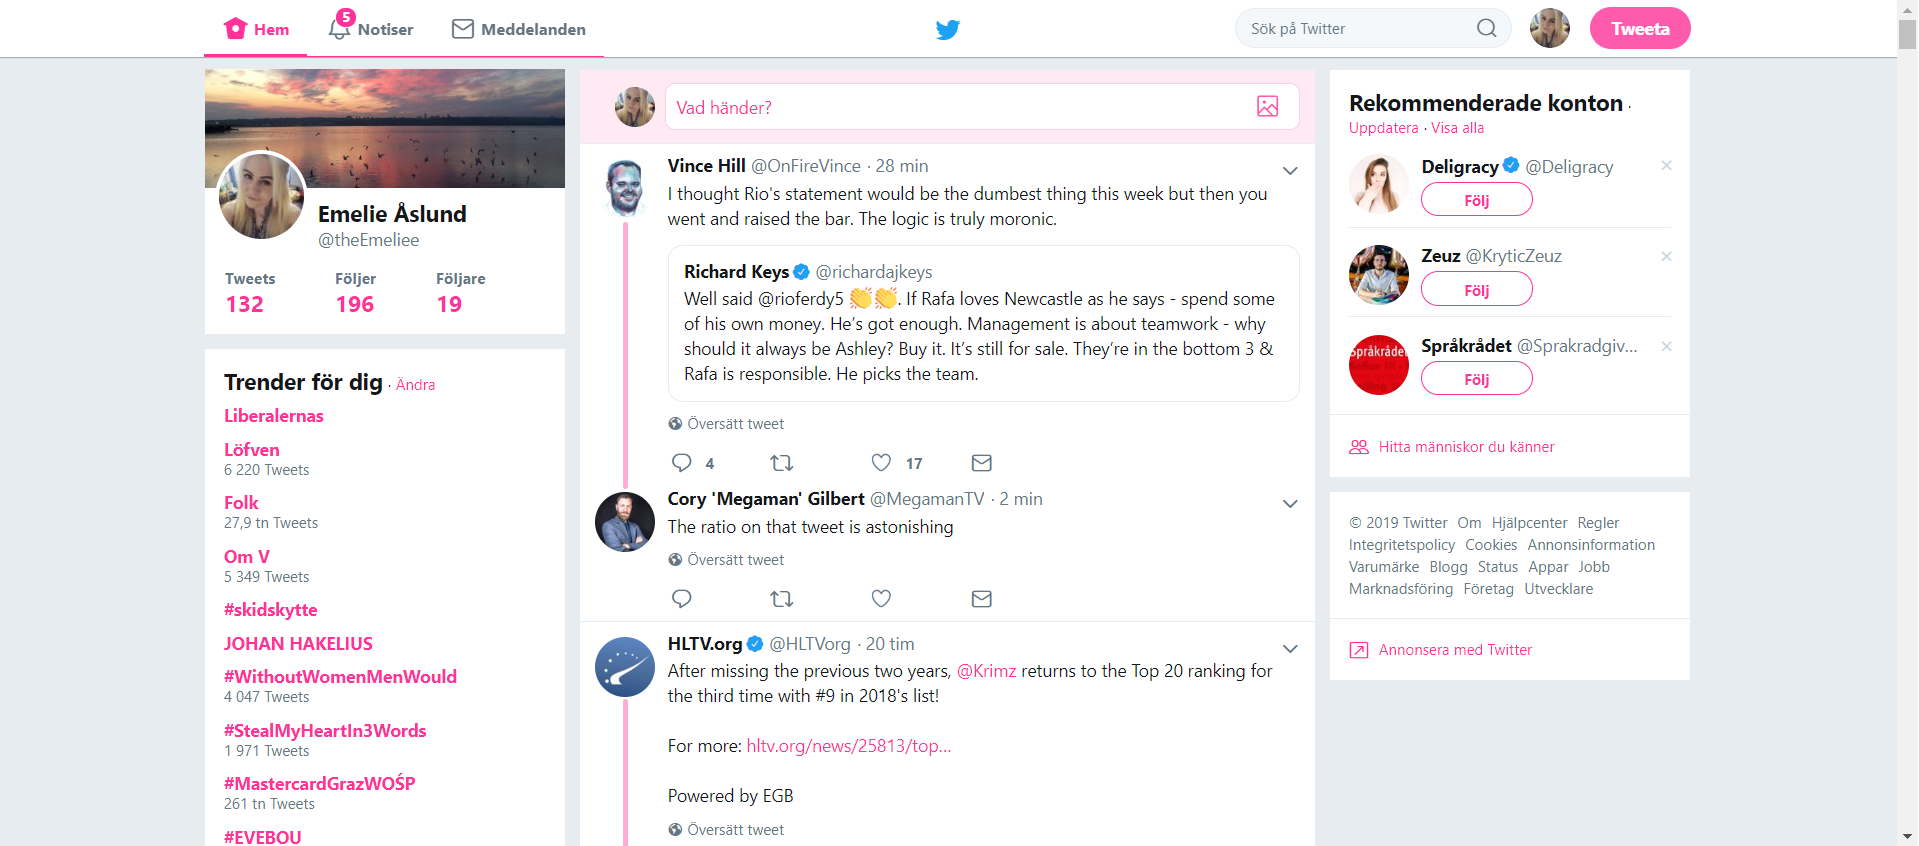 Hem
5
Notiser
Meddelanden
Sök på Twitter
Tweeta
Emelie Åslund
@theEmeliee
Tweets Följer Följare
132 196 19
Trender för dig · Ändra
Liberalernas
Löfven
6 220 Tweets
Folk
27,9 tn Tweets
Om V
5 349 Tweets
#skidskytte
JOHAN HAKELIUS
#WithoutWomenMenWould
4 047 Tweets
#StealMyHeartIn3Words
1 971 Tweets
#MastercardGrazWOŚP
261 tn Tweets
#EVEBOU
Vad händer?
Vince Hill @OnFireVince · 28 min
I thought Rio's statement would be the dumbest thing this week but then you
went and raised the bar. The logic is truly moronic.
Richard Keys @richardajkeys
Well said @rioferdy5 👏👏. If Rafa loves Newcastle as he says - spend some
of his own money. He’s got enough. Management is about teamwork - why
should it always be Ashley? Buy it. It’s still for sale. They’re in the bottom 3 &
Rafa is responsible. He picks the team.
Översätt tweet
4 17
Cory 'Megaman' Gilbert @MegamanTV · 2 min
The ratio on that tweet is astonishing
Översätt tweet
HLTV.org @HLTVorg · 20 tim
After missing the previous two years, @Krimz returns to the Top 20 ranking for
the third time with #9 in 2018's list!
For more: hltv.org/news/25813/top…
Powered by EGB
Översätt tweet
Rekommenderade konton ·
Uppdatera · Visa alla
Deligracy @Deligracy
Följ
Zeuz @KryticZeuz
Följ
Språkrådet
Språkrådet @Sprakradgiv...
Följ
Hitta människor du känner
© 2019 Twitter Om Hjälpcenter Regler
Integritetspolicy Cookies Annonsinformation
Varumärke Blogg Status Appar Jobb
Marknadsföring Företag Utvecklare
Annonsera med Twitter